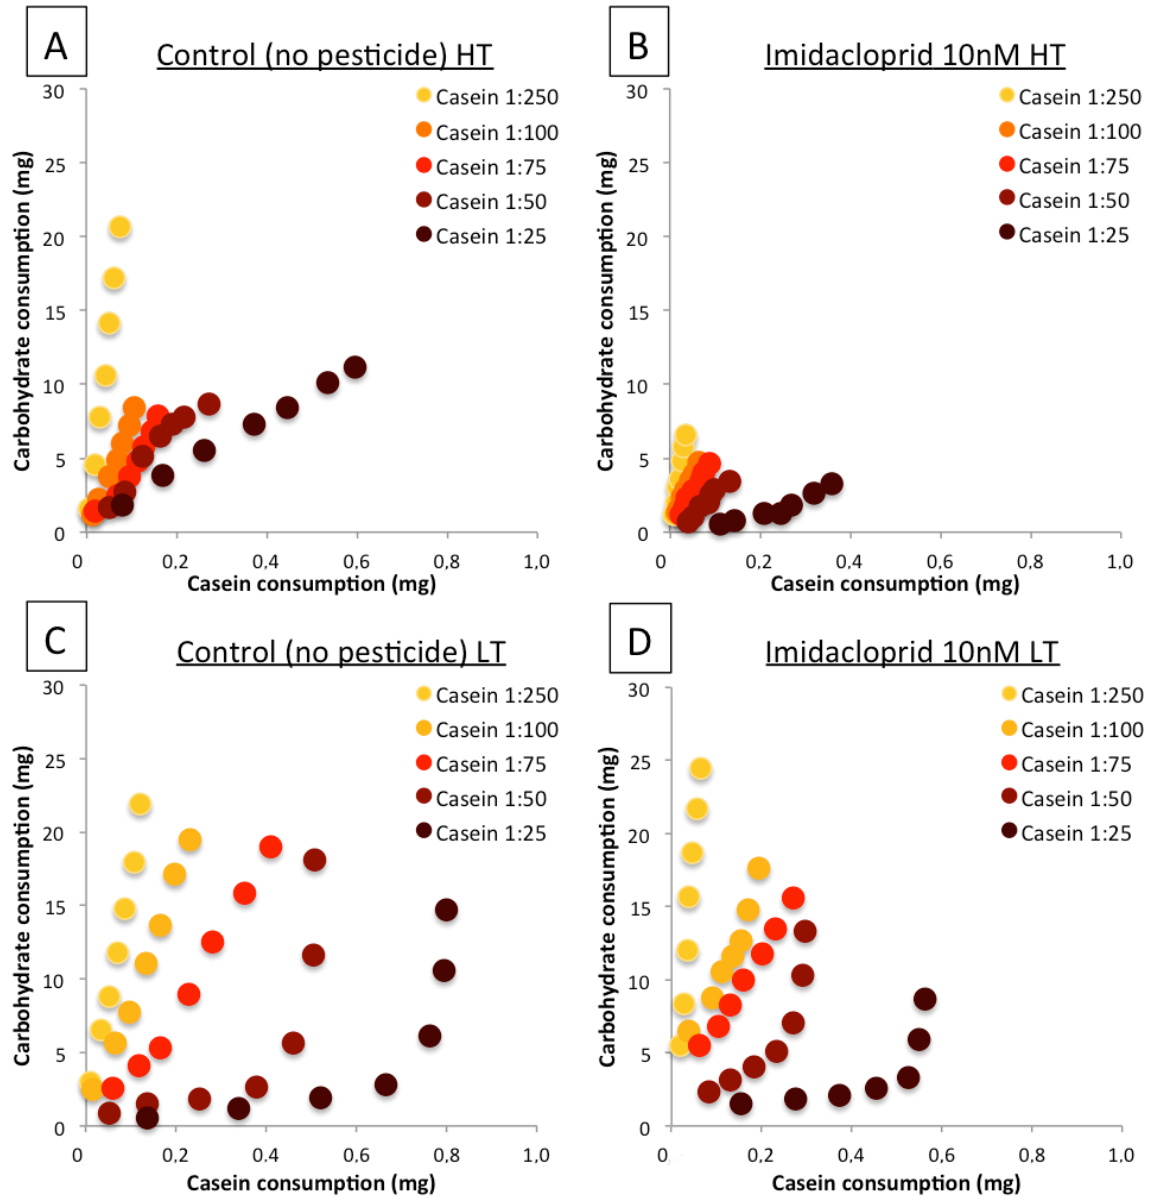 A
Control (no pesticide) HT
Carbohydrate consumption (mg)
30
25
20
15
10
5
0
Casein 1:250
Casein 1:100
Casein 1:75
Casein 1:50
Casein 1:25
0 0,2 0,4 0,6 0,8 1,0
Casein consumption (mg)
B
Imidacloprid 10nM HT
Carbohydrate consumption (mg)
30
25
20
15
10
5
0
Casein 1:250
Casein 1:100
Casein 1:75
Casein 1:50
Casein 1:25
0 0,2 0,4 0,6 0,8 1,0
Casein consumption (mg)
C
Control (no pesticide) LT
Carbohydrate consumption (mg)
30
25
20
15
10
5
0
Casein 1:250
Casein 1:100
Casein 1:75
Casein 1:50
Casein 1:25
0 0,2 0,4 0,6 0,8 1,0
Casein consumption (mg)
D
Imidacloprid 10nM LT
Carbohydrate consumption (mg)
30
25
20
15
10
5
0
Casein 1:250
Casein 1:100
Casein 1:75
Casein 1:50
Casein 1:25
0 0,2 0,4 0,6 0,8 1,0
Casein consumption (mg)